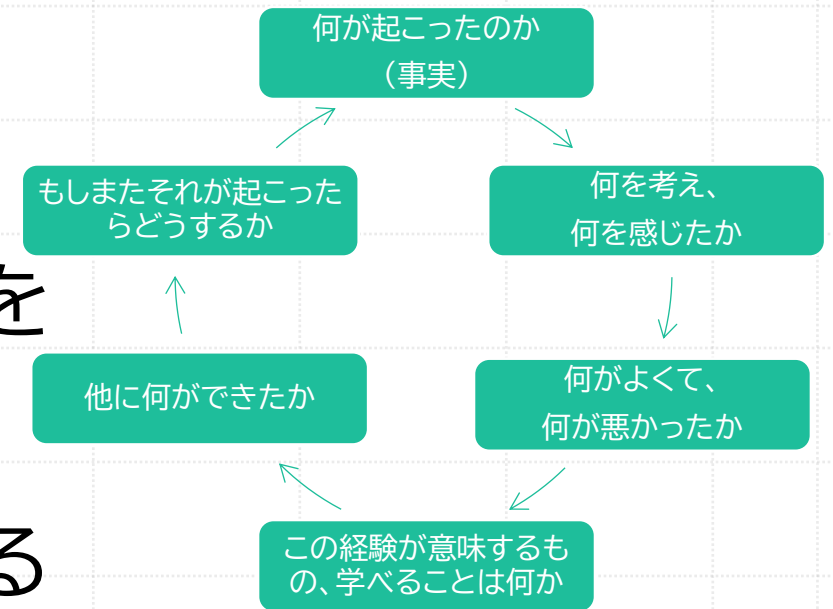 何が起こったのか
（事実）
何を考え、
何を感じたか
何がよくて、
何が悪かったか
この経験が意味するも
の、学べることは何か
他に何ができたか
もしまたそれが起こった
らどうするか
を
る